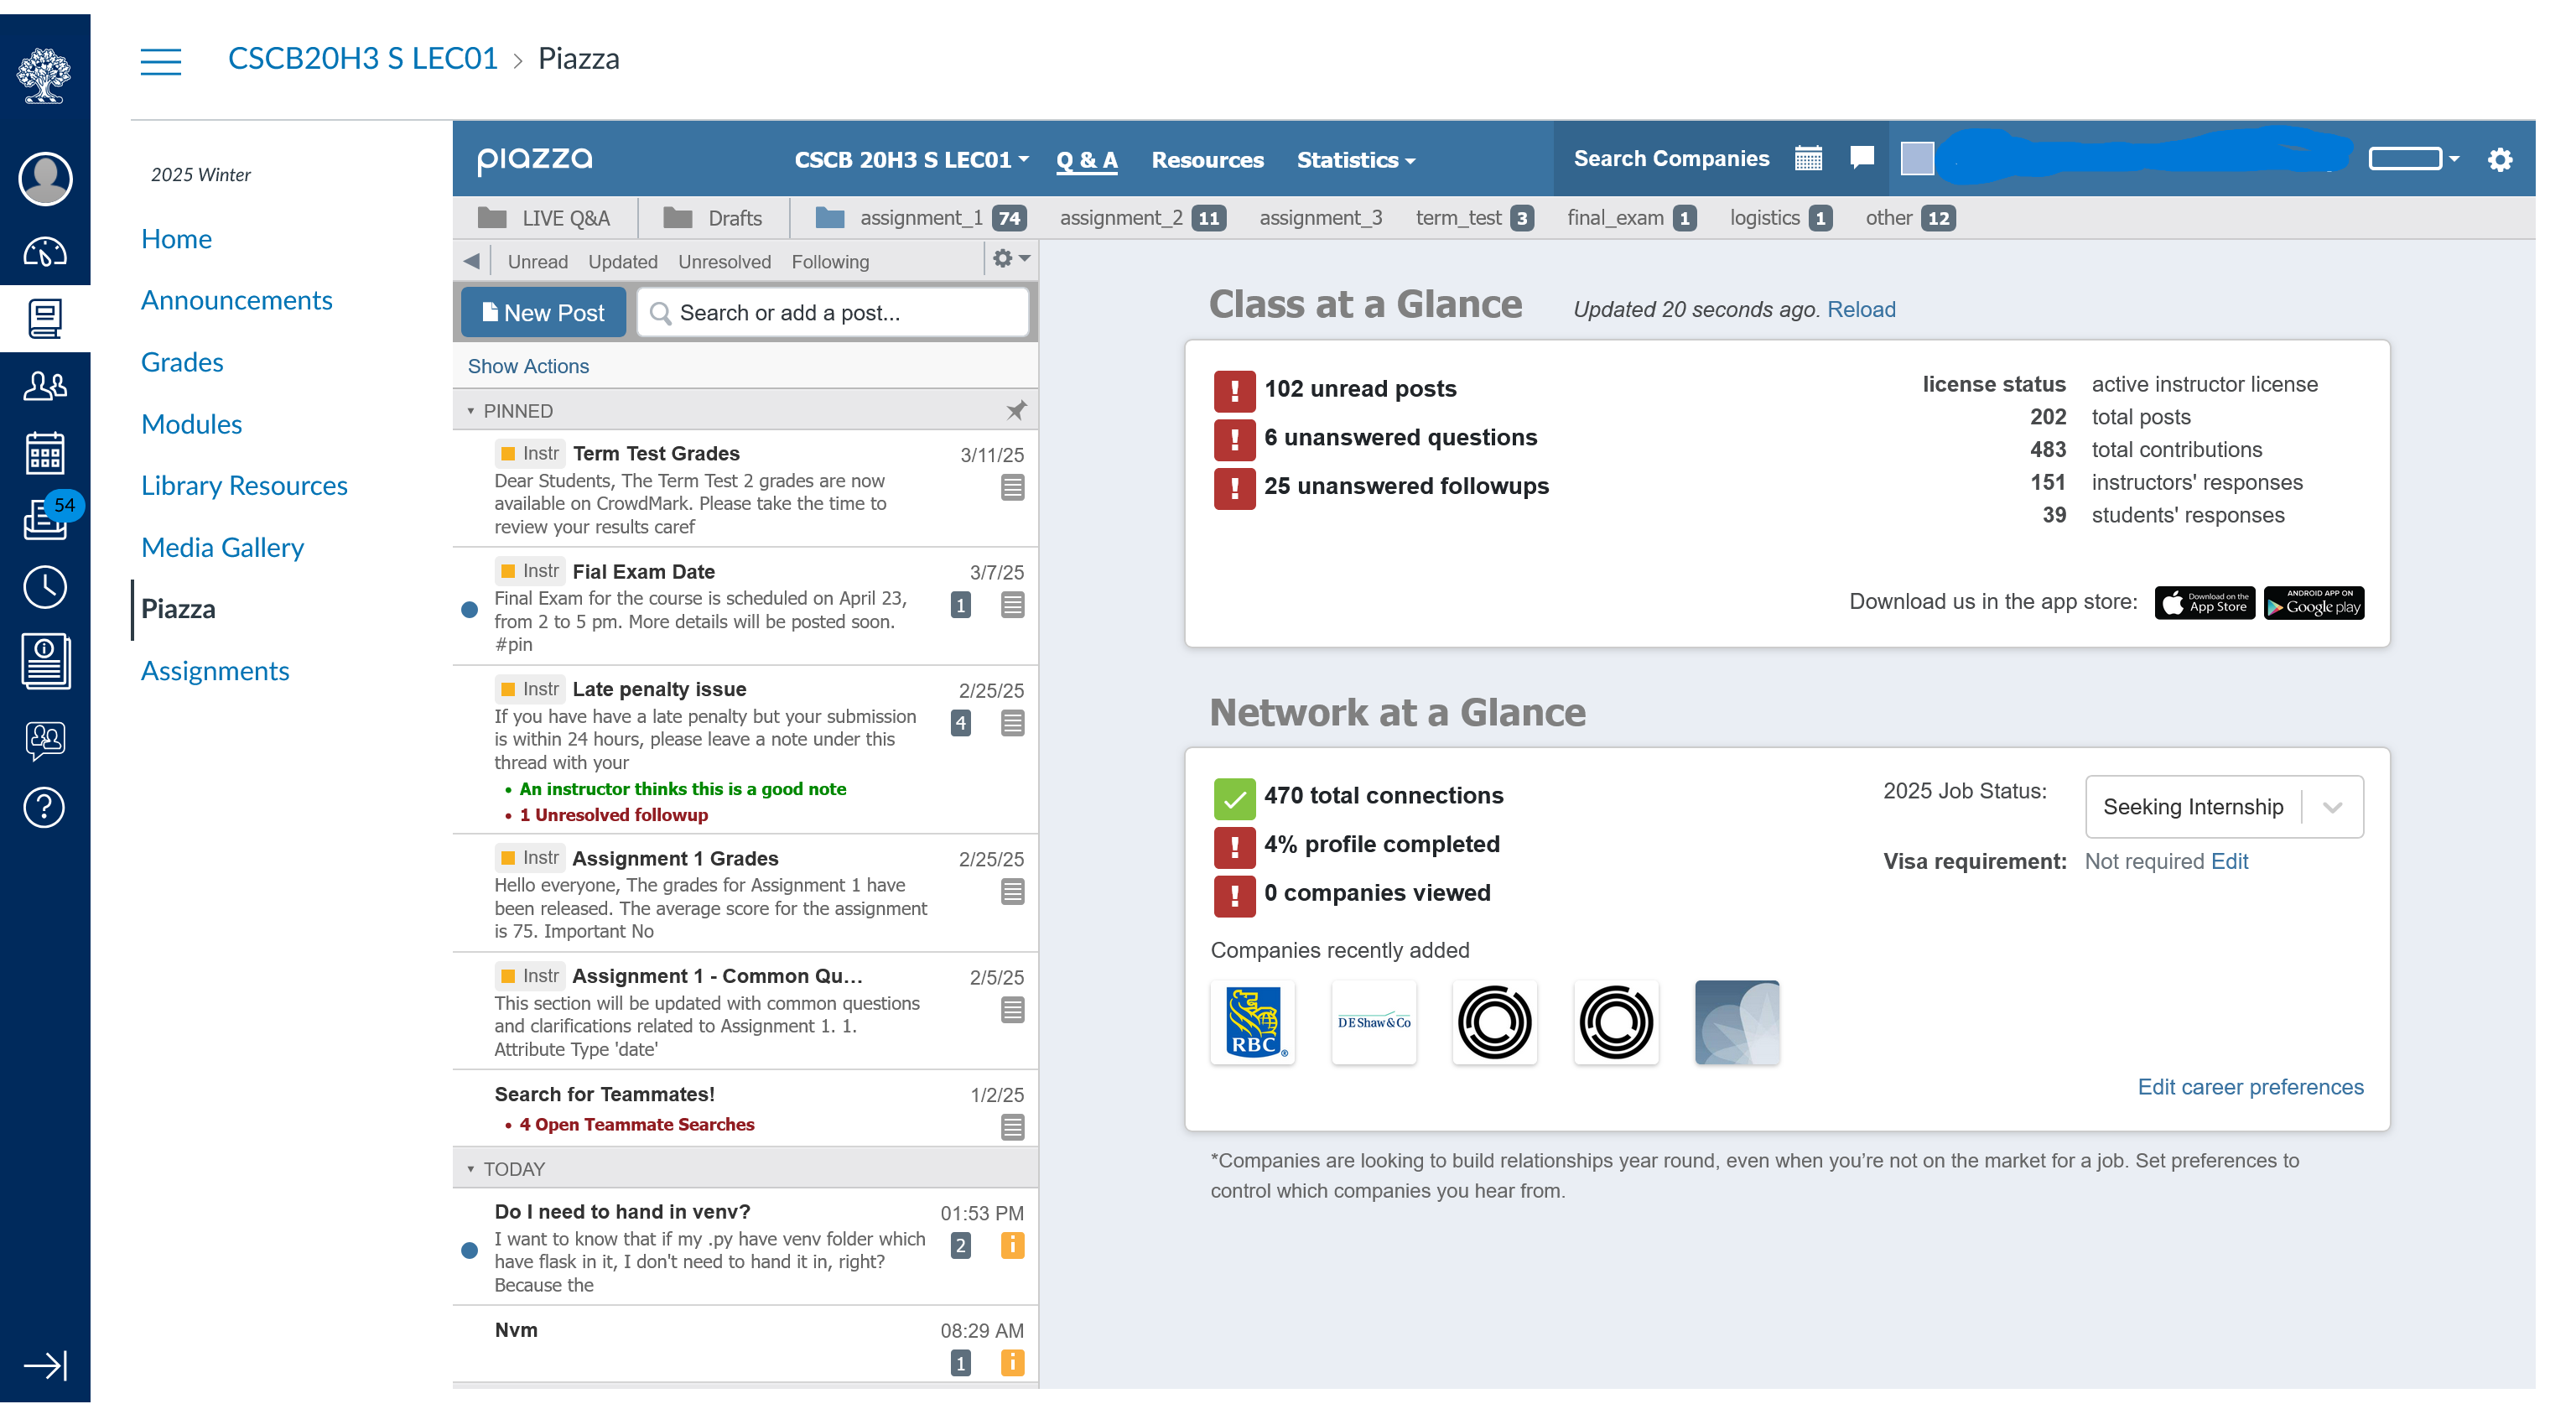 CSCB20H3 S LEC01 > Piazza
2025 Winter
Home
Announcements
Grades
Modules
Library Resources
54
Media Gallery
Piazza
Assignments
piazza
CSCB 20H3 S LEC01
Q & A
Resources
Statistics
Search Companies
LIVE Q&A
Drafts
assignment_1 74
assignment_2 11
assignment_3
term_test 3
final_exam 1
logistics 1
other 12
Unread Updated Unresolved Following
New Post
Search or add a post...
Show Actions
PINNED
Instr Term Test Grades 3/11/25
Dear Students, The Term Test 2 grades are now
available on CrowdMark. Please take the time to
review your results caref
Instr Fial Exam Date 3/7/25
Final Exam for the course is scheduled on April 23, 1
from 2 to 5 pm. More details will be posted soon.
#pin
Instr Late penalty issue 2/25/25
If you have have a late penalty but your submission 4
is within 24 hours, please leave a note under this
thread with your
• An instructor thinks this is a good note
• 1 Unresolved followup
Instr Assignment 1 Grades 2/25/25
Hello everyone, The grades for Assignment 1 have
been released. The average score for the assignment
is 75. Important No
Instr Assignment 1 - Common Qu... 2/5/25
This section will be updated with common questions
and clarifications related to Assignment 1. 1.
Attribute Type 'date'
Search for Teammates! 1/2/25
• 4 Open Teammate Searches
TODAY
Do I need to hand in venv? 01:53 PM
I want to know that if my .py have venv folder which 2 i
have flask in it, I don't need to hand it in, right?
Because the
Nvm 08:29 AM
1 i
Class at a Glance
Updated 20 seconds ago. Reload
! 102 unread posts
! 6 unanswered questions
! 25 unanswered followups
license status active instructor license
202 total posts
483 total contributions
151 instructors' responses
39 students' responses
Download us in the app store:
Download on the
App Store
ANDROID APP ON
Google play
Network at a Glance
470 total connections
! 4% profile completed
! 0 companies viewed
2025 Job Status: Seeking Internship
Visa requirement: Not required Edit
Companies recently added
RBC ®
DE Shaw & Co
Edit career preferences
*Companies are looking to build relationships year round, even when you're not on the market for a job. Set preferences to
control which companies you hear from.